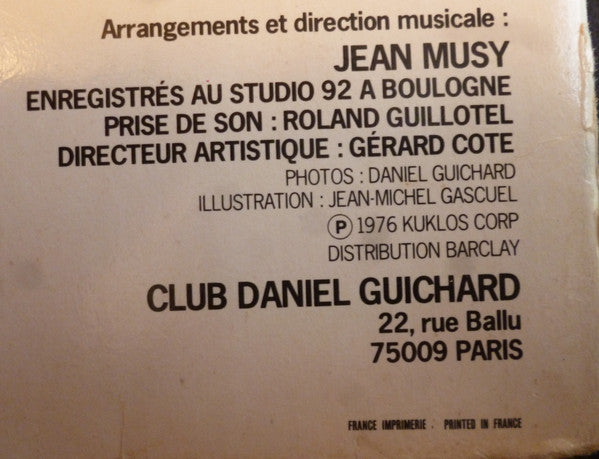 Arrangements et direction musicale :
JEAN MUSY
ENREGISTRÉS AU STUDIO 92 A BOULOGNE
PRISE DE SON : ROLAND GUILLOTEL
DIRECTEUR ARTISTIQUE : GÉRARD COTE
PHOTOS : DANIEL GUICHARD
ILLUSTRATION : JEAN-MICHEL GASCUEL
Ⓟ 1976 KUKLOS CORP
DISTRIBUTION BARCLAY
CLUB DANIEL GUICHARD
22, rue Ballu
75009 PARIS
FRANCE IMPRIMERIE . PRINTED IN FRANCE